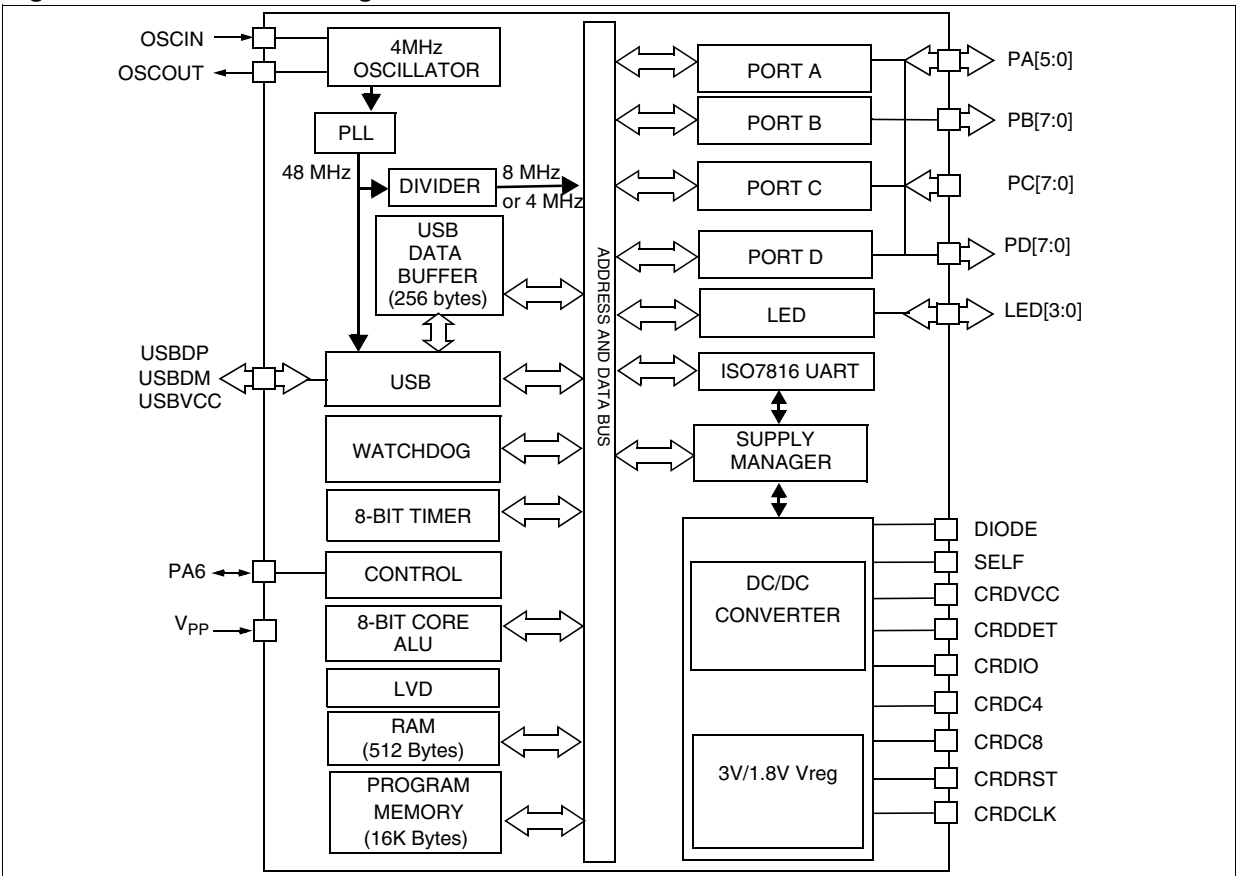 OSCIN
OSCOUT
4MHz
OSCILLATOR
PLL
48 MHz
DIVIDER
8 MHz
or 4 MHz
USB
DATA
BUFFER
(256 bytes)
USBDP
USBDM
USBVCC
USB
WATCHDOG
8-BIT TIMER
PA6
CONTROL
VPP
8-BIT CORE
ALU
LVD
RAM
(512 Bytes)
PROGRAM
MEMORY
(16K Bytes)
ADDRESS AND DATA BUS
PORT A
PA[5:0]
PORT B
PB[7:0]
PORT C
PC[7:0]
PORT D
PD[7:0]
LED
LED[3:0]
ISO7816 UART
SUPPLY
MANAGER
DC/DC
CONVERTER
3V/1.8V Vreg
DIODE
SELF
CRDVCC
CRDDET
CRDIO
CRDC4
CRDC8
CRDRST
CRDCLK